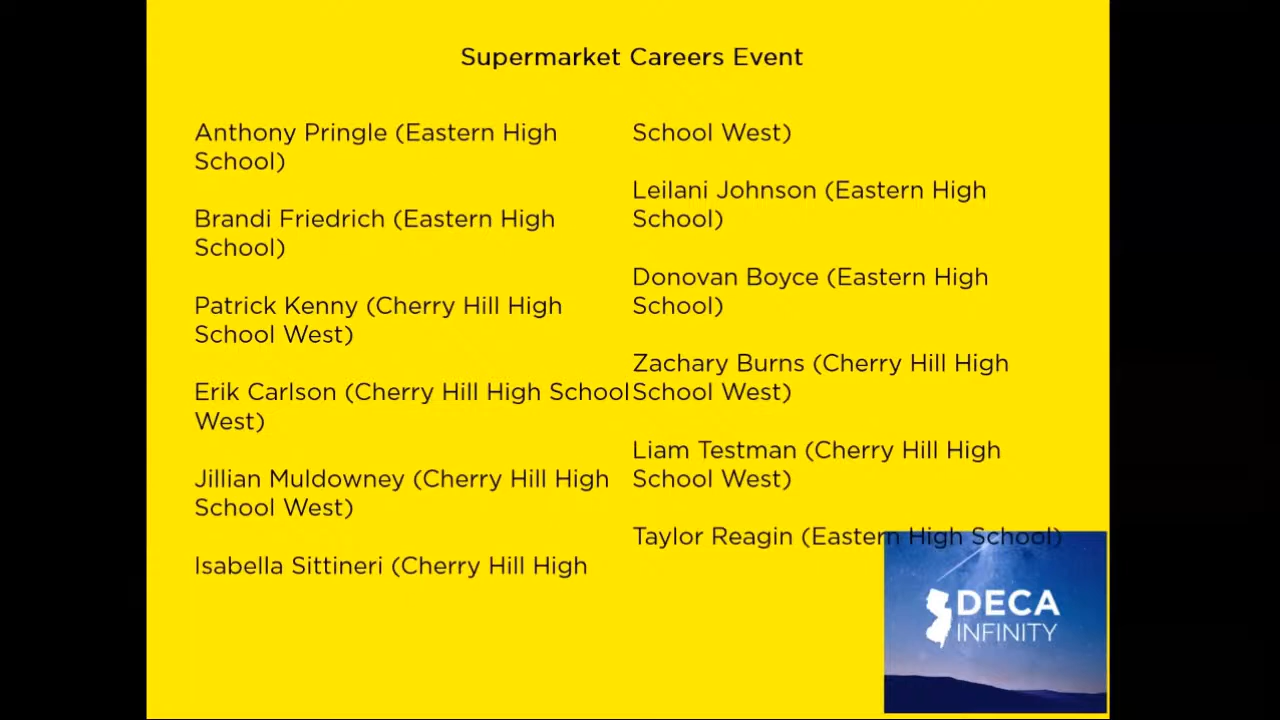 Supermarket Careers Event
Anthony Pringle (Eastern High
School)
Brandi Friedrich (Eastern High
School)
Patrick Kenny (Cherry Hill High
School West)
Erik Carlson (Cherry Hill High School
West)
Jillian Muldowney (Cherry Hill High
School West)
Isabella Sittineri (Cherry Hill High
School West)
Leilani Johnson (Eastern High
School)
Donovan Boyce (Eastern High
School)
Zachary Burns (Cherry Hill High
School West)
Liam Testman (Cherry Hill High
School West)
Taylor Reagin (Eastern High School)
DECA
INFINITY